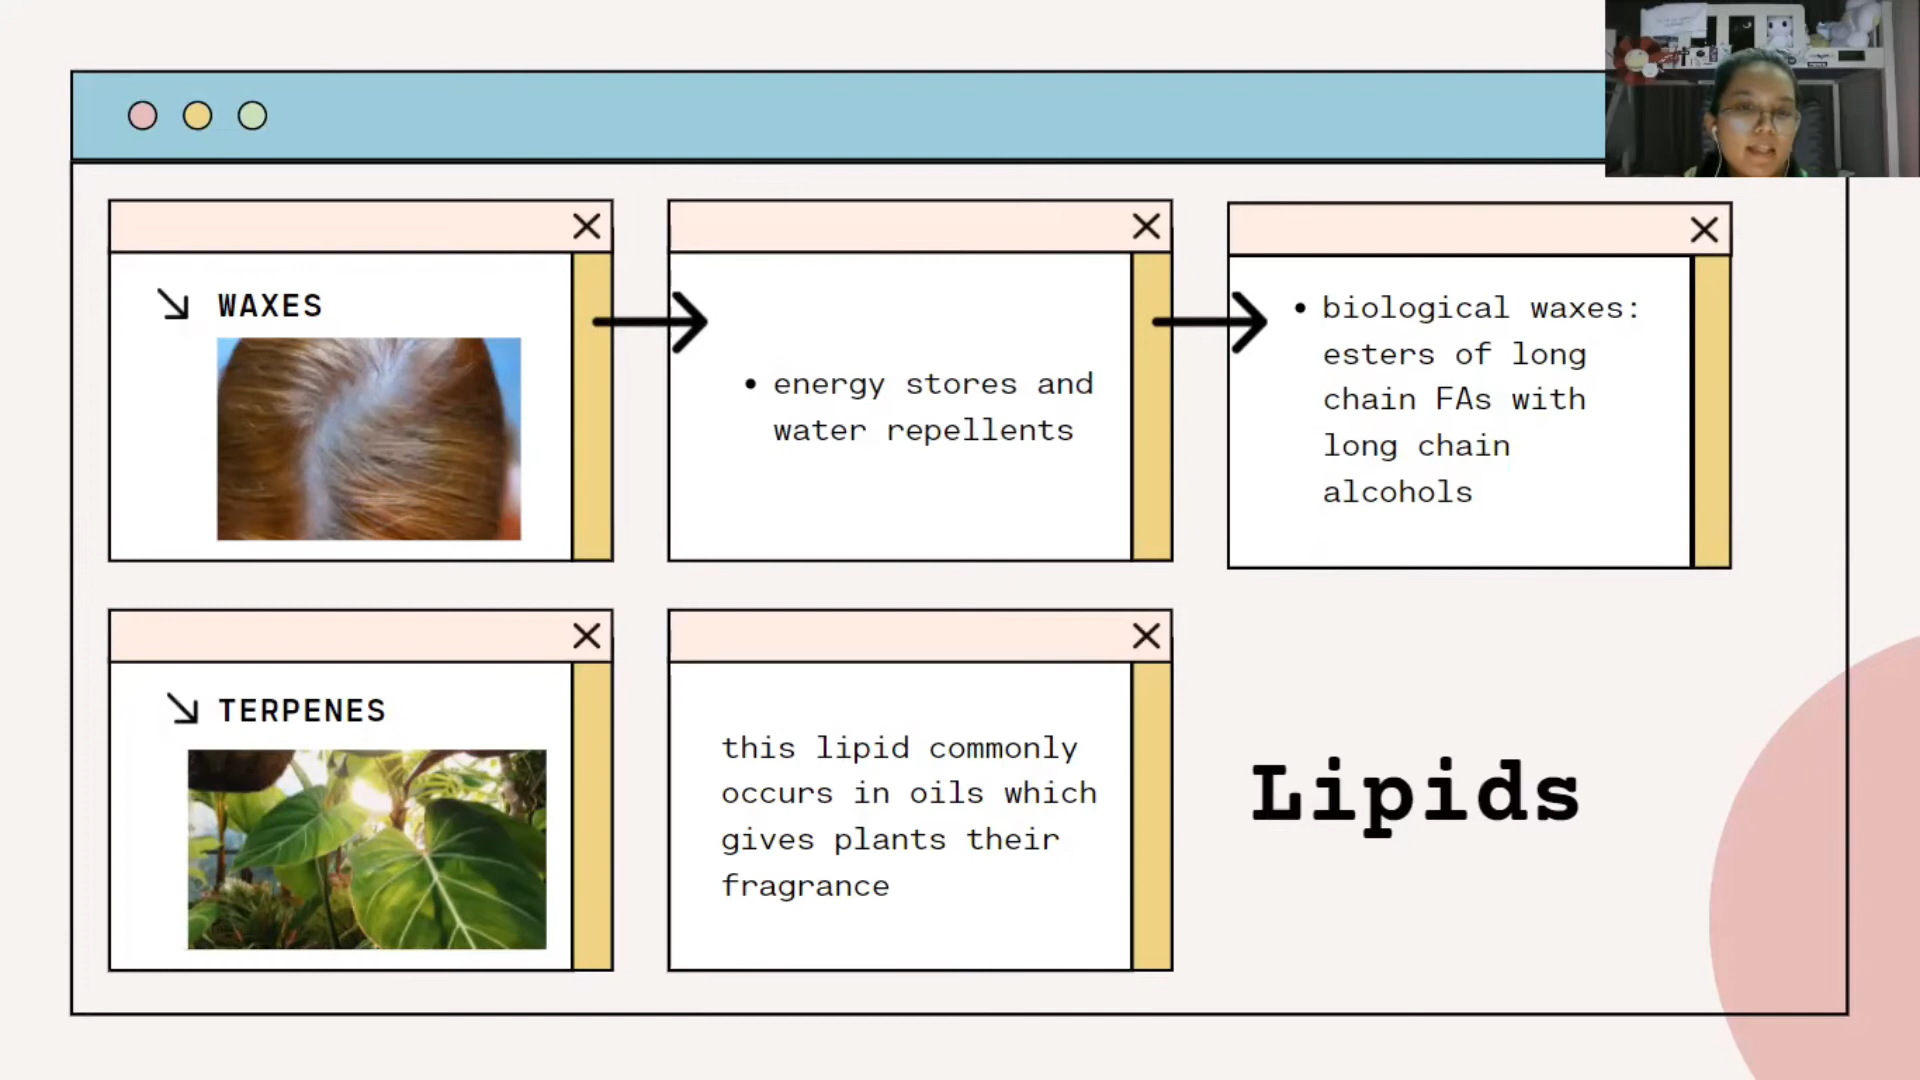 WAXES
energy stores and
water repellents
biological waxes:
esters of long
chain FAs with
long chain
alcohols
TERPENES
this lipid commonly
occurs in oils which
gives plants their
fragrance
Lipids